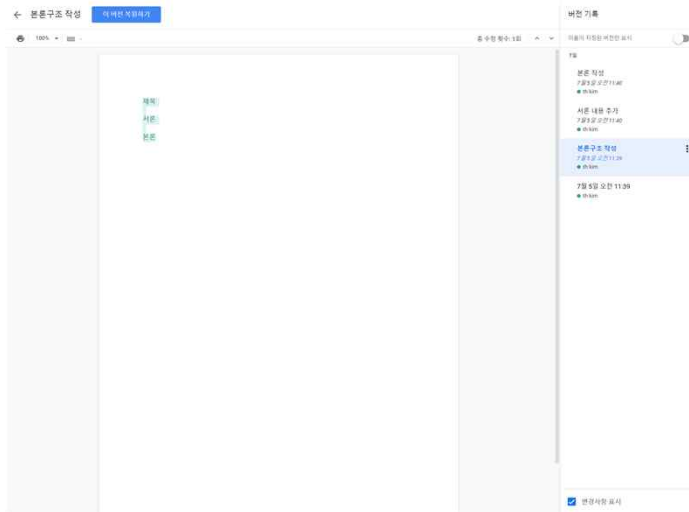 본론구조 작성
이 버전 복원하기
100%
총 수정 횟수: 1회
제목
서론
본론
버전 기록
이름이 지정된 버전만 표시
7월
본론 작성
7월 5일 오전 11:40
th kim
서론 내용 추가
7월 5일 오전 11:40
th kim
본론구조 작성
7월 5일 오전 11:39
th kim
7월 5일 오전 11:39
th kim
변경사항 표시